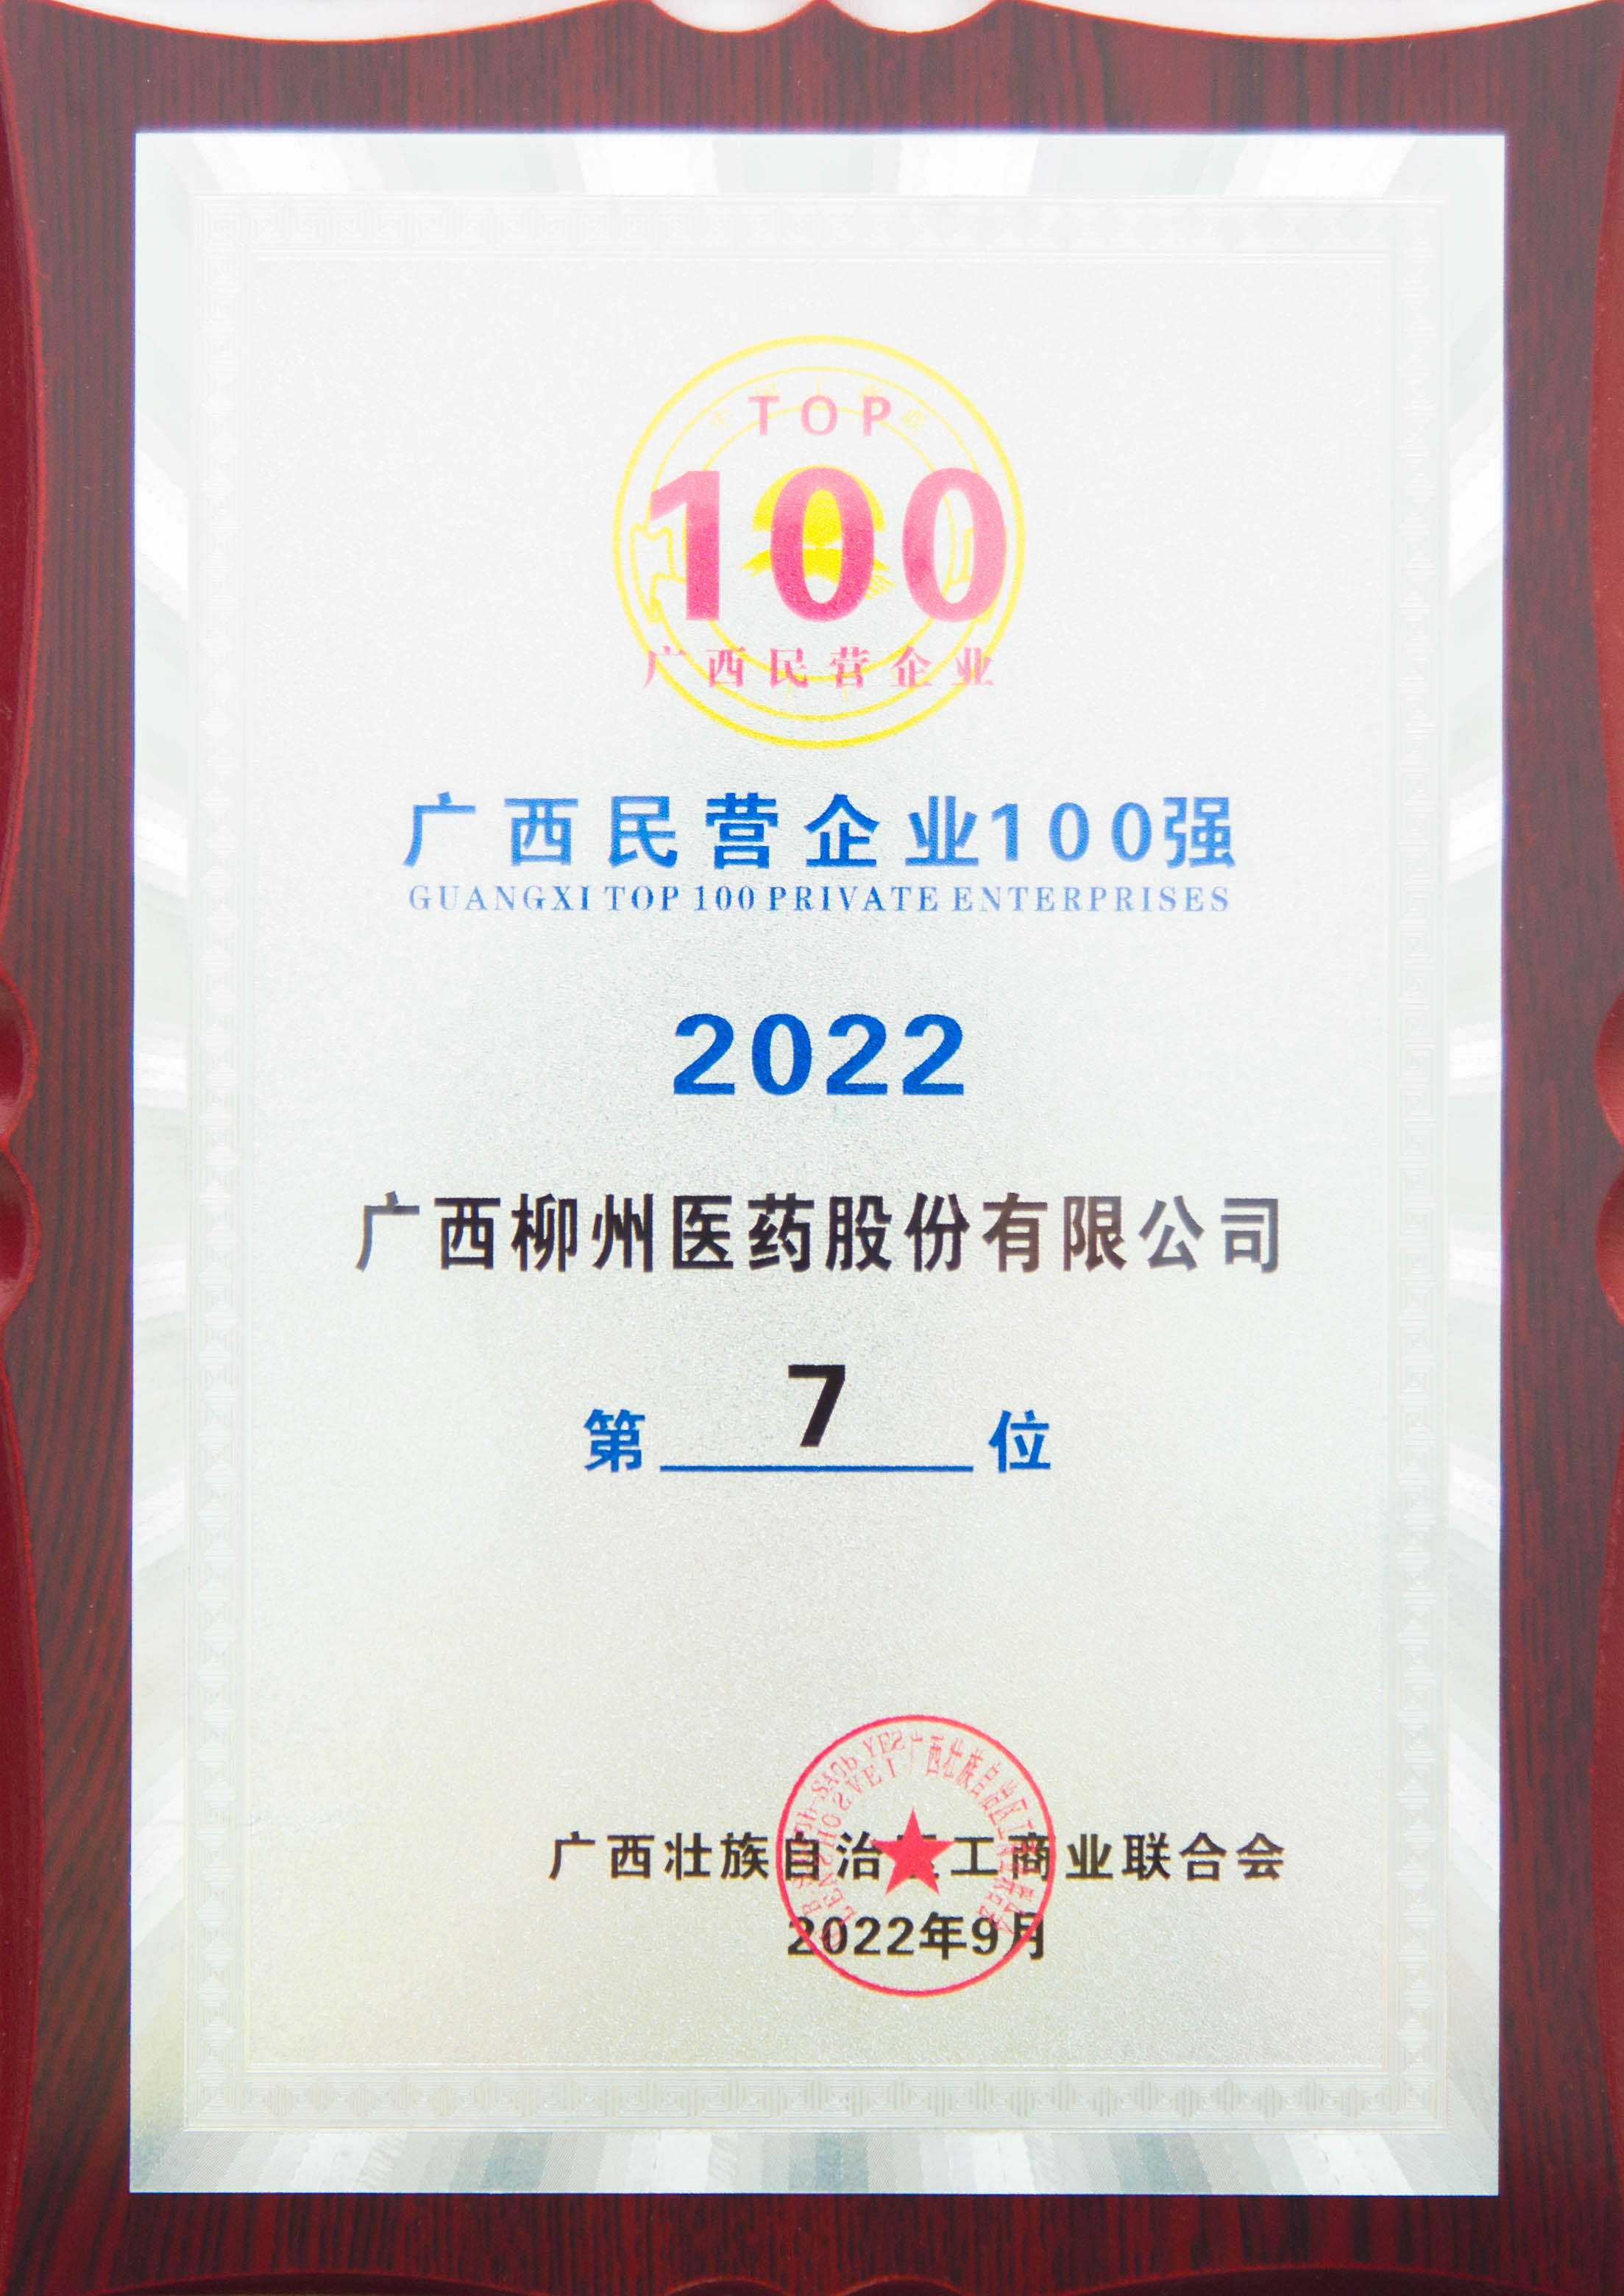 TOP
100
广西民营企业
广西民营企业100强
GUANGXI TOP 100 PRIVATE ENTERPRISES
2022
广西柳州医药股份有限公司
第 7 位
广西壮族自治区工商业联合会
2022年9月